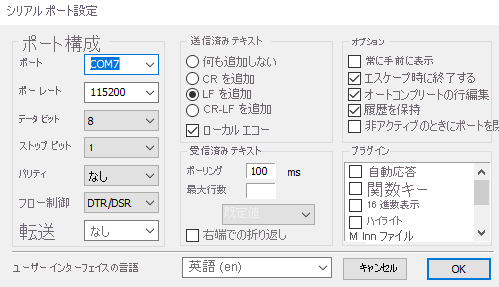 シリアル ポート設定
ポート構成
ポート
COM7
ボー レート
115200
データ ビット
8
ストップ ビット
1
パリティ
なし
フロー制御
DTR/DSR
転送
なし
送信済み テキスト
何も追加しない
CR を追加
LF を追加
CR-LF を追加
ローカル エコー
受信済み テキスト
ポーリング
100
ms
最大行数
既定値
右端での折り返し
オプション
常に手前に表示
エスケープ時に終了する
オートコンプリートの行編集
履歴を保持
非アクティブのときにポートを閉
プラグイン
自動応答
関数キー
16 進数表示
ハイライト
M Inn ファイル
ユーザー インターフェイスの言語
英語 (en)
キャンセル
OK